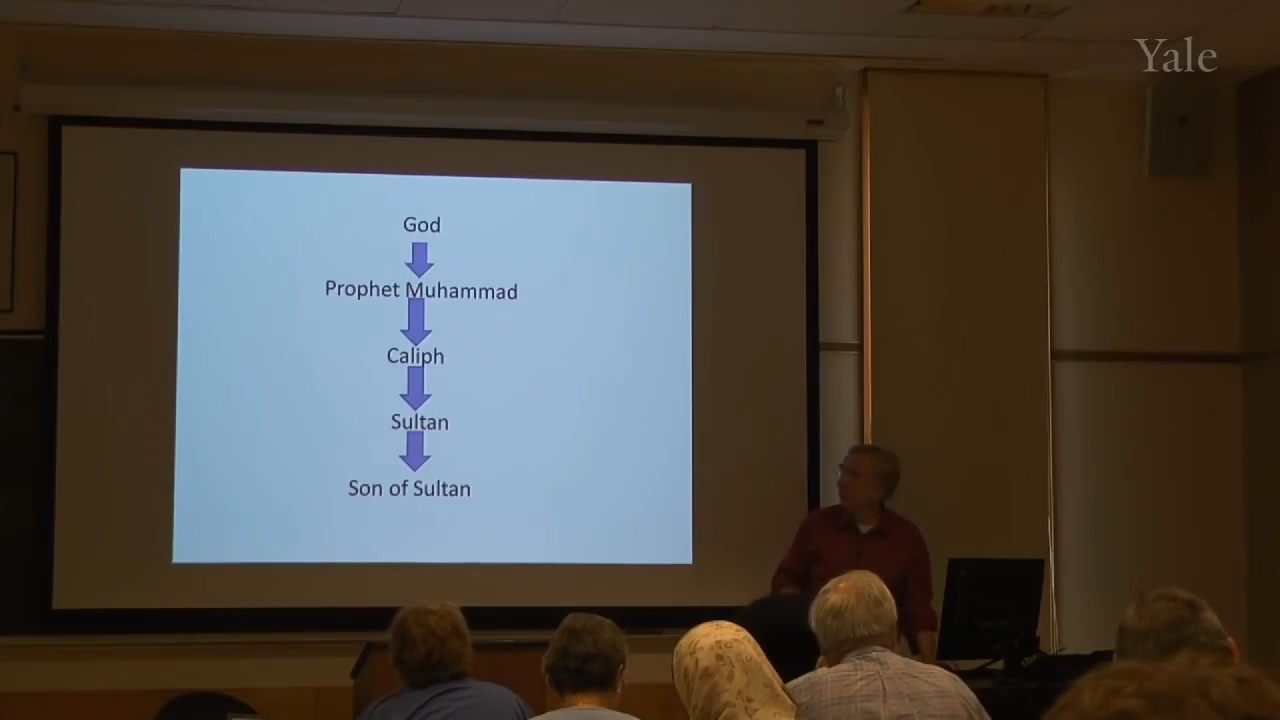 Yale
God
Prophet Muhammad
Caliph
Sultan
Son of Sultan